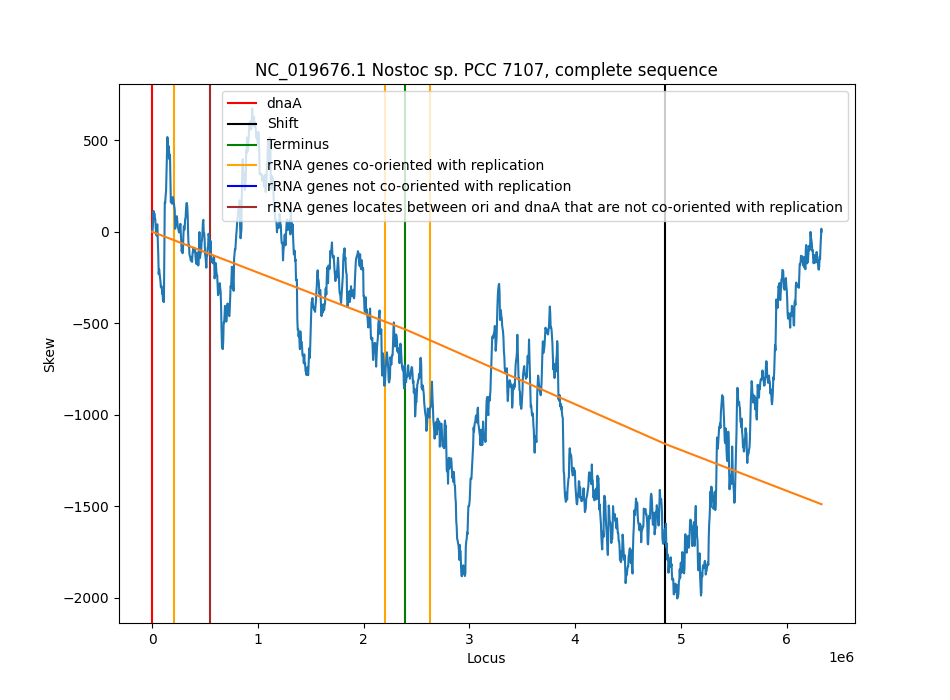 NC_019676.1 Nostoc sp. PCC 7107, complete sequence
dnaA
Shift
Terminus
rRNA genes co-oriented with replication
rRNA genes not co-oriented with replication
rRNA genes locates between ori and dnaA that are not co-oriented with replication
500
0
−500
−1000
−1500
−2000
Skew
0 1 2 3 4 5 6
1e6
Locus